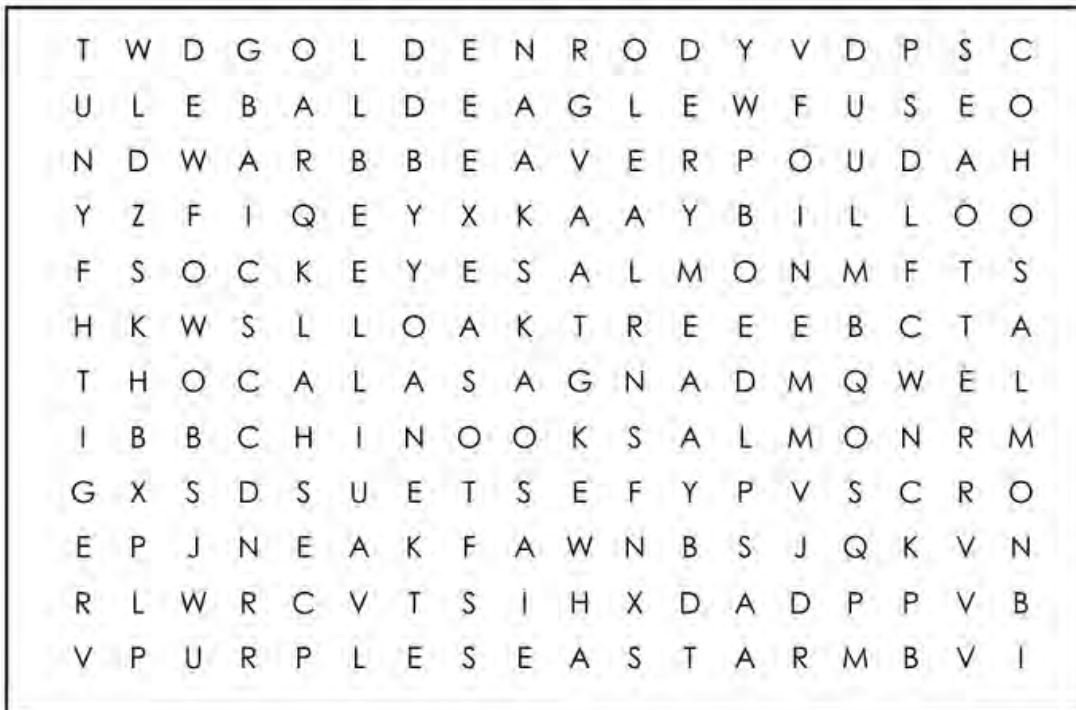 T W D G O L D E N R O D Y V D P S C
U L E B A L D E A G L E W F U S E O
N D W A R B B E A V E R P O U D A H
Y Z F I Q E Y X K A A Y B I L L O O
F S O C K E Y E S A L M O N M F T S
H K W S L L O A K T R E E E B C T A
T H O C A L A S A G N A D M Q W E L
I B B C H I N O O K S A L M O N R M
G X S D S U E T S E F Y P V S C R O
E P J N E A K F A W N B S J Q K V N
R L W R C V T S I H X D A D P P V B
V P U R P L E S E A S T A R M B V I